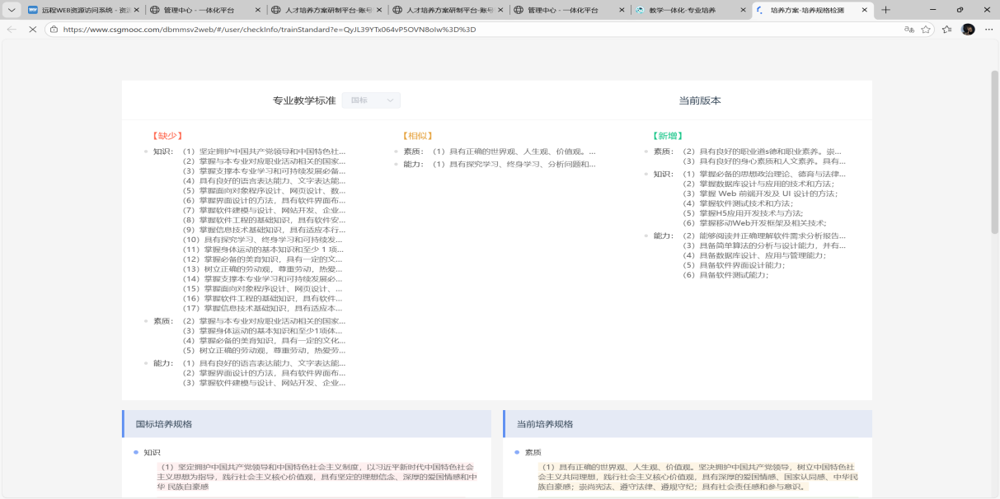 远程WEB资源访问系统 - 资源
管理中心 - 一体化平台
人才培养方案研制平台-账号
人才培养方案研制平台-账号
管理中心 - 一体化平台
教学一体化-专业培养
培养方案-培养规格检测
https://www.csgmooc.com/dbmmsv2web/#/user/checkInfo/trainStandard?e=QyJL39YTx064vP5OVN8oIw%3D%3D
专业教学标准 国标
当前版本
【缺少】
知识： （1）坚定拥护中国共产党领导和中国特色社...
（2）掌握与本专业对应职业活动相关的国家...
（3）掌握支撑本专业学习和可持续发展必备...
（4）具有良好的语言表达能力、文字表达能...
（5）掌握面向对象程序设计、网页设计、数...
（6）掌握界面设计的方法，具有软件界面布...
（7）掌握软件建模与设计、网站开发、企业...
（8）掌握软件工程的基础知识，具有软件安...
（9）掌握信息技术基础知识，具有适应本行...
（10）具有探究学习、终身学习和可持续发...
（11）掌握身体运动的基本知识和至少 1 项...
（12）掌握必备的美育知识，具有一定的文...
（13）树立正确的劳动观，尊重劳动，热爱...
（14）掌握支撑本专业学习和可持续发展必...
（15）掌握面向对象程序设计、网页设计、...
（16）掌握软件工程的基础知识，具有软件...
（17）掌握信息技术基础知识，具有适应本...
素质： （2）掌握与本专业对应职业活动相关的国家...
（3）掌握身体运动的基本知识和至少1项体...
（4）掌握必备的美育知识，具有一定的文化...
（5）树立正确的劳动观，尊重劳动，热爱劳...
能力： （1）具有良好的语言表达能力、文字表达能...
（2）掌握界面设计的方法，具有软件界面布...
（3）掌握软件建模与设计、网站开发、企业...
【相似】
素质： （1）具有正确的世界观、人生观、价值观。...
能力： （1）具有探究学习、终身学习、分析问题和...
【新增】
素质： （2）具有良好的职业道s德和职业素养。崇...
（3）具有良好的身心素质和人文素养。具有...
知识： （1）掌握必备的思想政治理论、德育与法律...
（2）掌握数据库设计与应用的技术和方法；
（3）掌握 Web 前端开发及 UI 设计的方法；
（4）掌握软件测试技术和方法；
（5）掌握H5应用开发技术与方法；
（6）掌握移动Web开发框架及相关技术；
能力： （2）能够阅读并正确理解软件需求分析报告...
（3）具备简单算法的分析与设计能力，并有...
（4）具备数据库设计、应用与管理能力；
（5）具备软件界面设计能力；
（6）具备软件测试能力；
国标培养规格
知识
（1）坚定拥护中国共产党领导和中国特色社会主义制度，以习近平新时代中国特色社会
主义思想为指导，践行社会主义核心价值观，具有坚定的理想信念、深厚的爱国情感和中
华 民族自豪感
当前培养规格
素质
（1）具有正确的世界观、人生观、价值观。坚决拥护中国共产党领导，树立中国特色社
会主义共同理想，践行社会主义核心价值观，具有深厚的爱国情感、国家认同感、中华民
族自豪感；崇尚宪法、遵守法律、遵规守纪；具有社会责任感和参与意识。